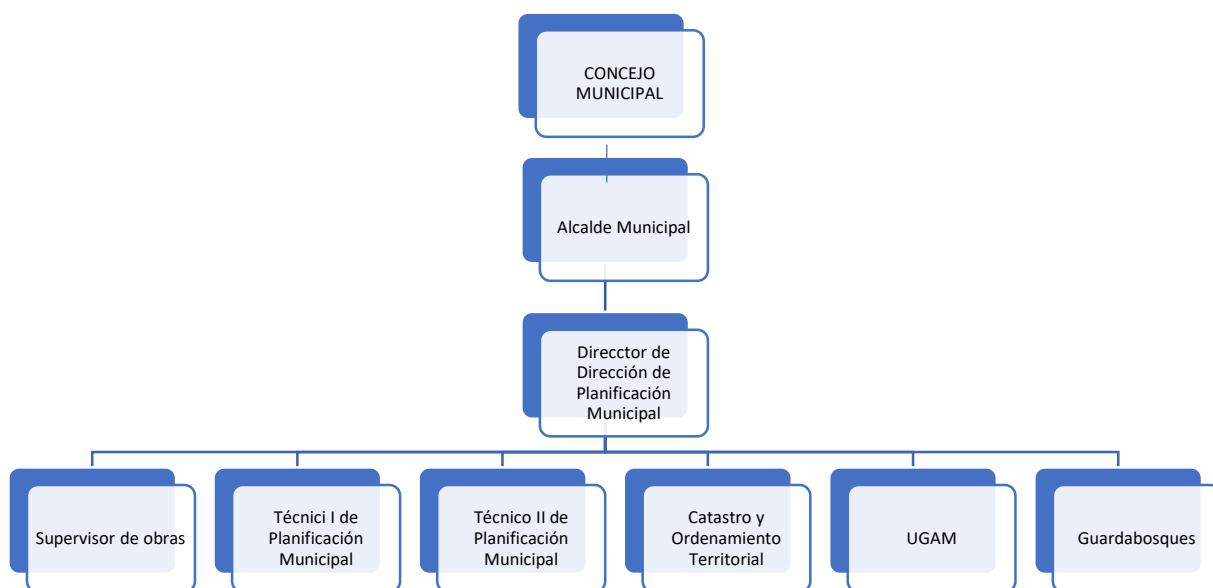 CONCEJO
MUNICIPAL
Alcalde Municipal
Direcctor de
Dirección de
Planificación
Municipal
Supervisor de obras
Técnici I de
Planificación
Municipal
Técnico II de
Planificación
Municipal
Catastro y
Ordenamiento
Territorial
UGAM
Guardabosques